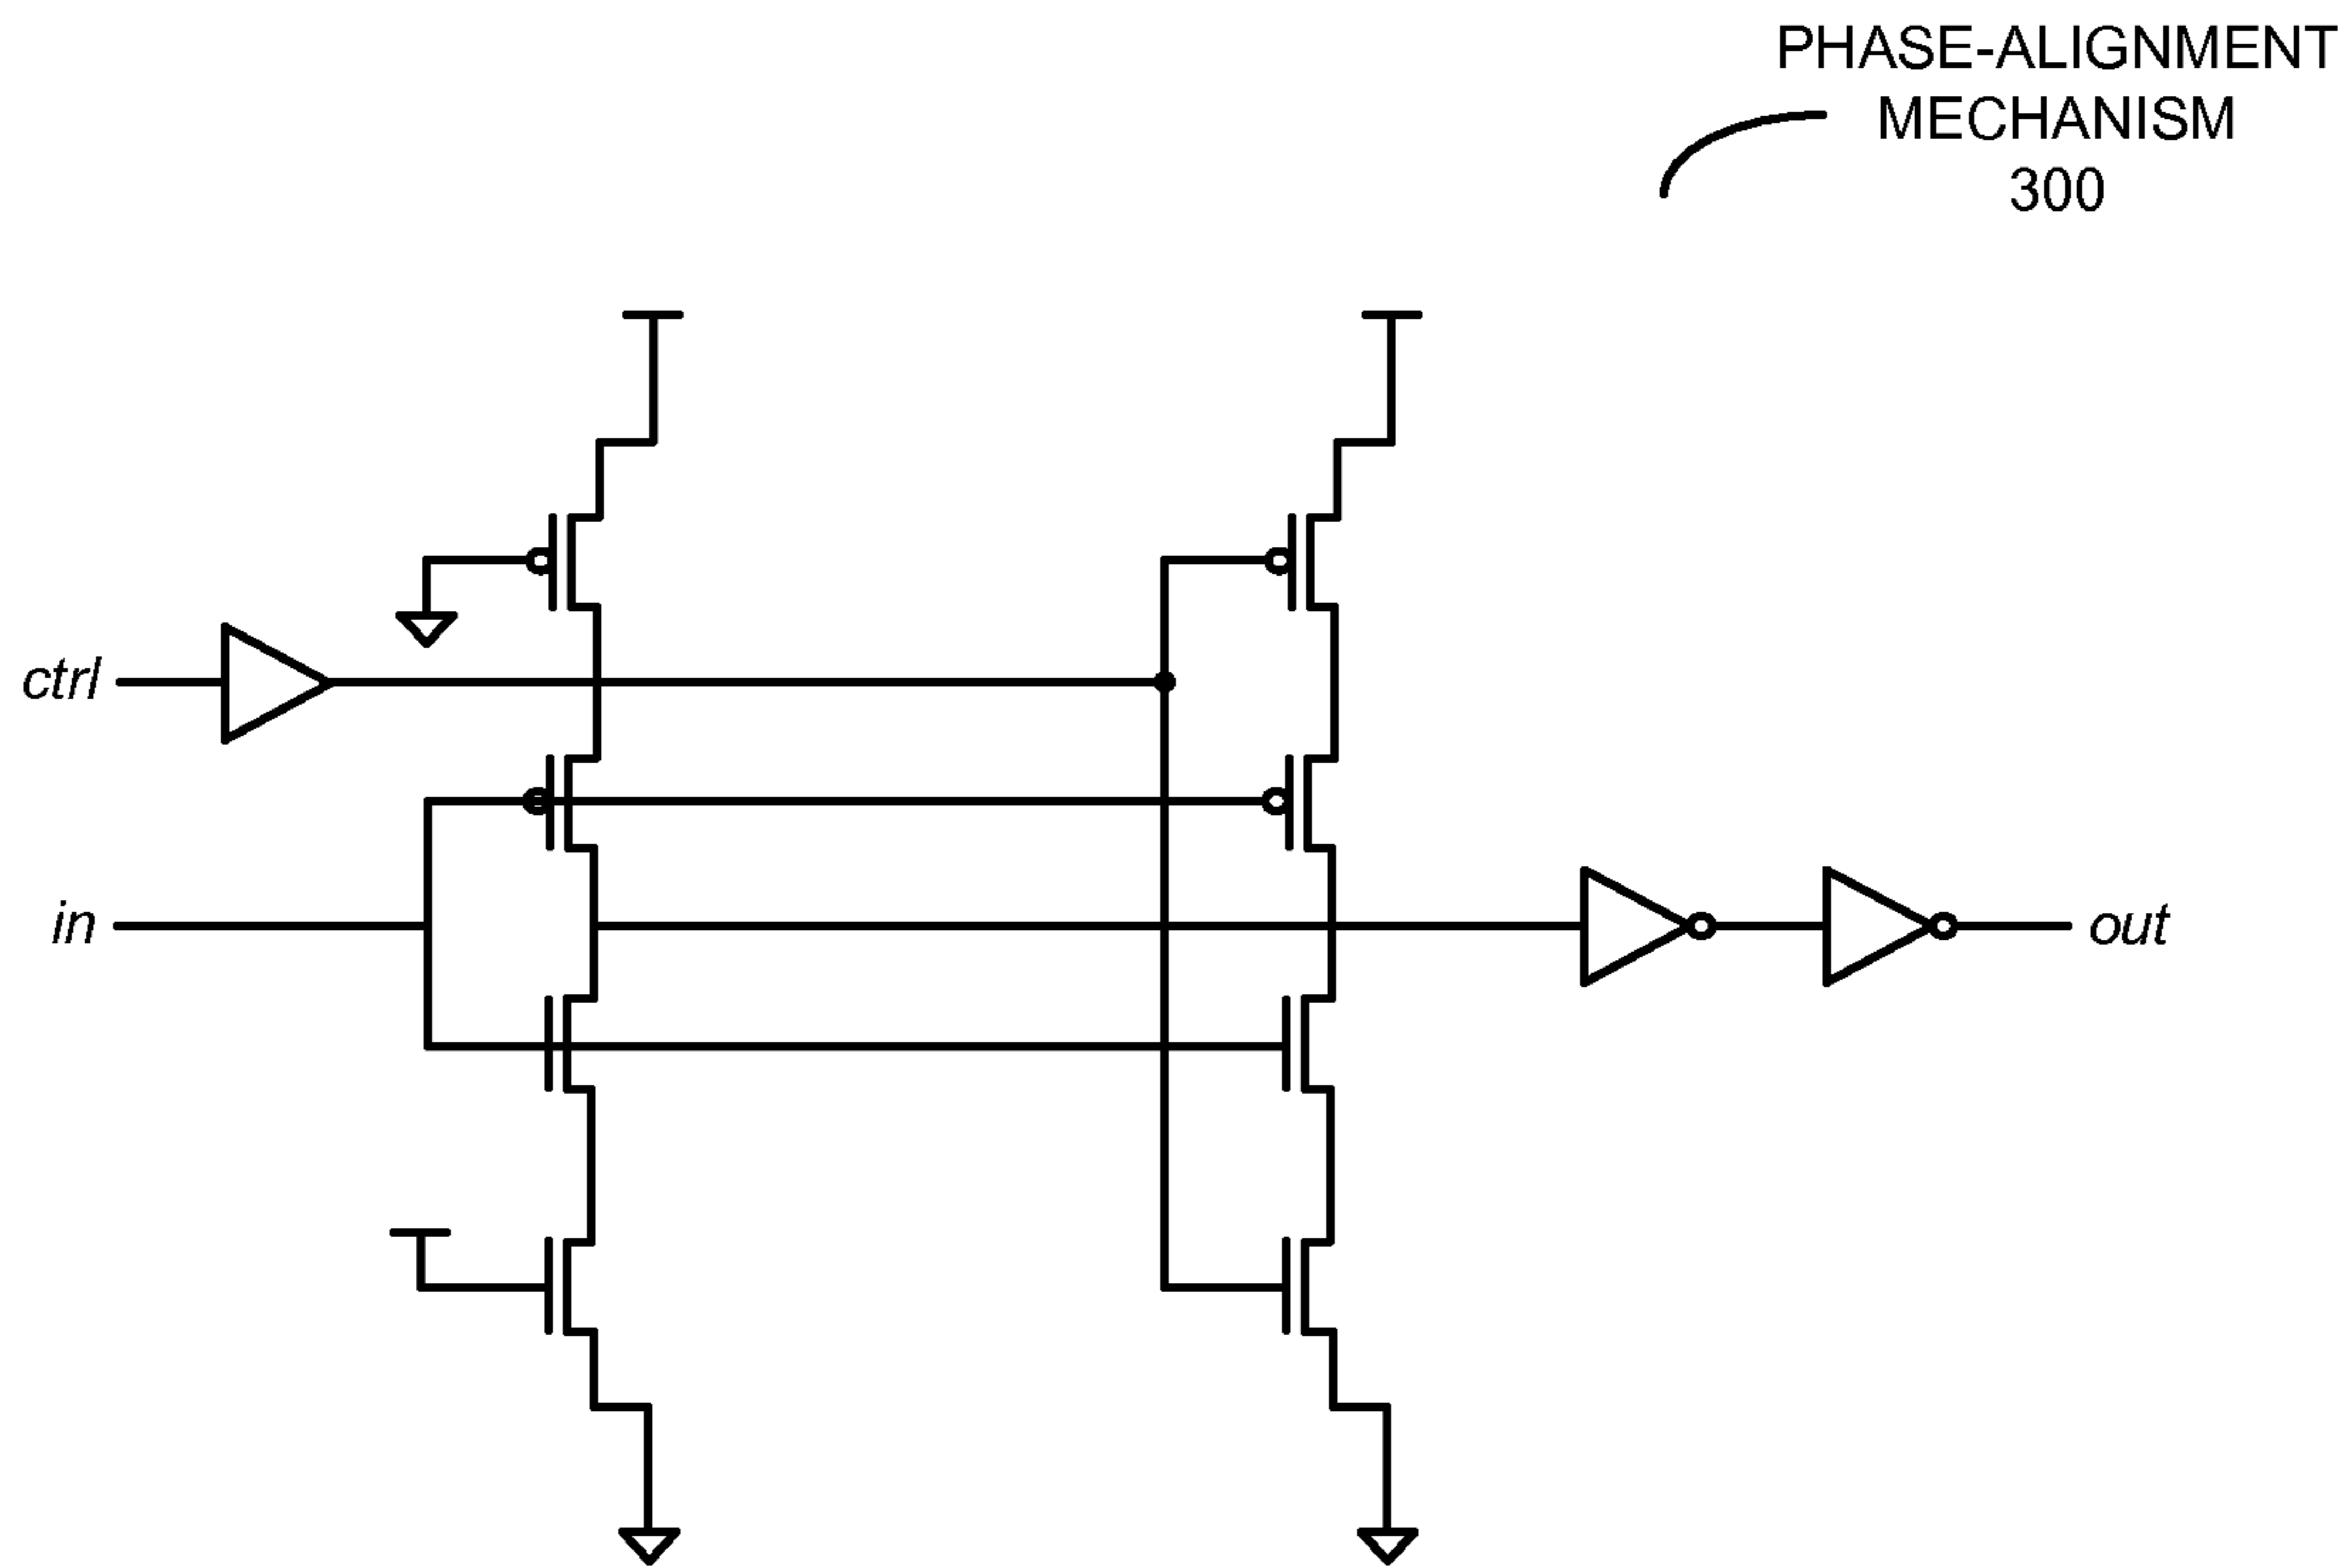 PHASE-ALIGNMENT
MECHANISM
300
ctrl
in
out